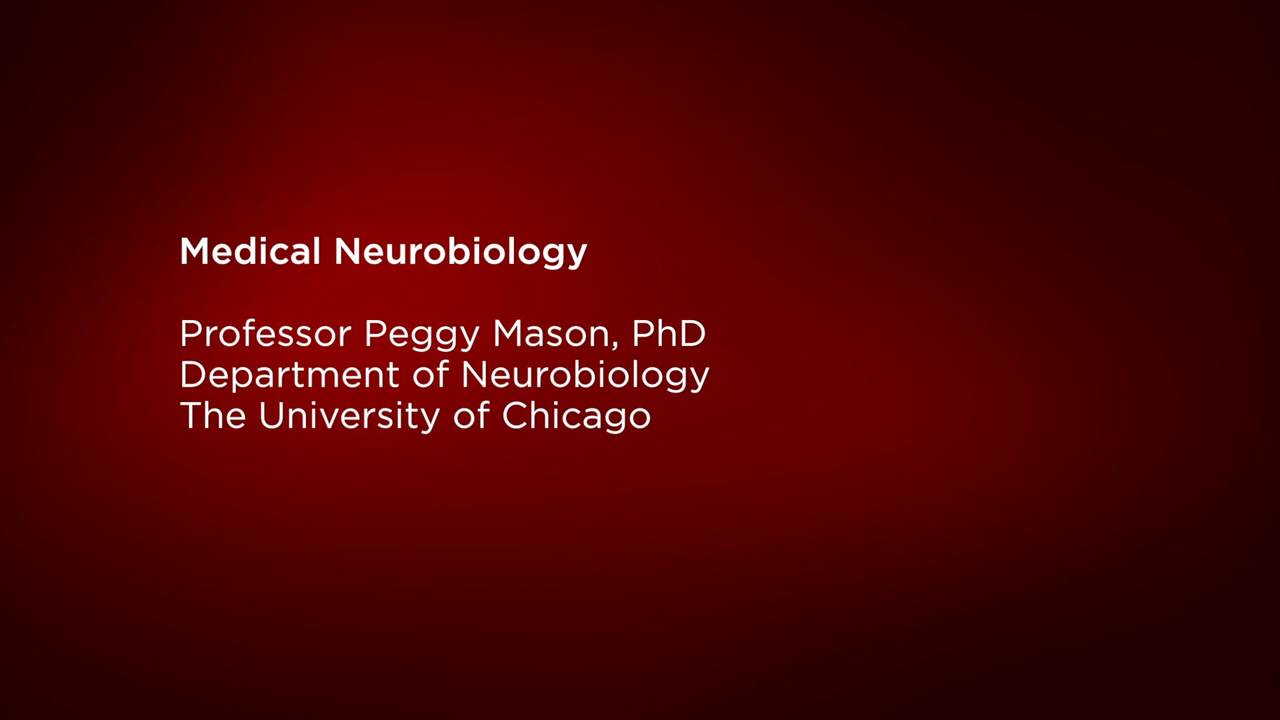 Medical Neurobiology
Professor Peggy Mason, PhD
Department of Neurobiology
The University of Chicago